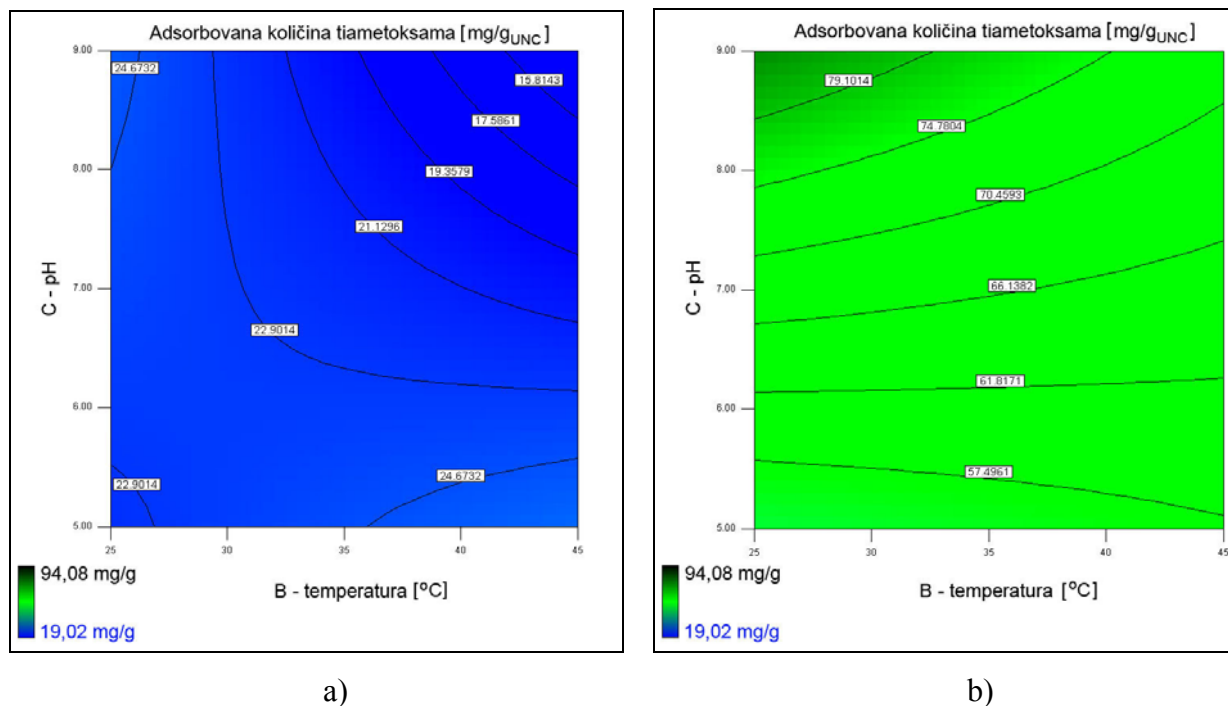 Adsorbovana količina tiametoksama [mg/gUNC]
9.00
8.00
7.00
6.00
5.00
C - pH
24.6732
15.8143
17.5861
19.3579
21.1296
22.9014
22.9014
24.6732
25 30 35 40 45
B - temperatura [°C]
94,08 mg/g
19,02 mg/g
a)
Adsorbovana količina tiametoksama [mg/gUNC]
9.00
8.00
7.00
6.00
5.00
C - pH
79.1014
74.7804
70.4593
66.1382
61.8171
57.4961
25 30 35 40 45
B - temperatura [°C]
94,08 mg/g
19,02 mg/g
b)